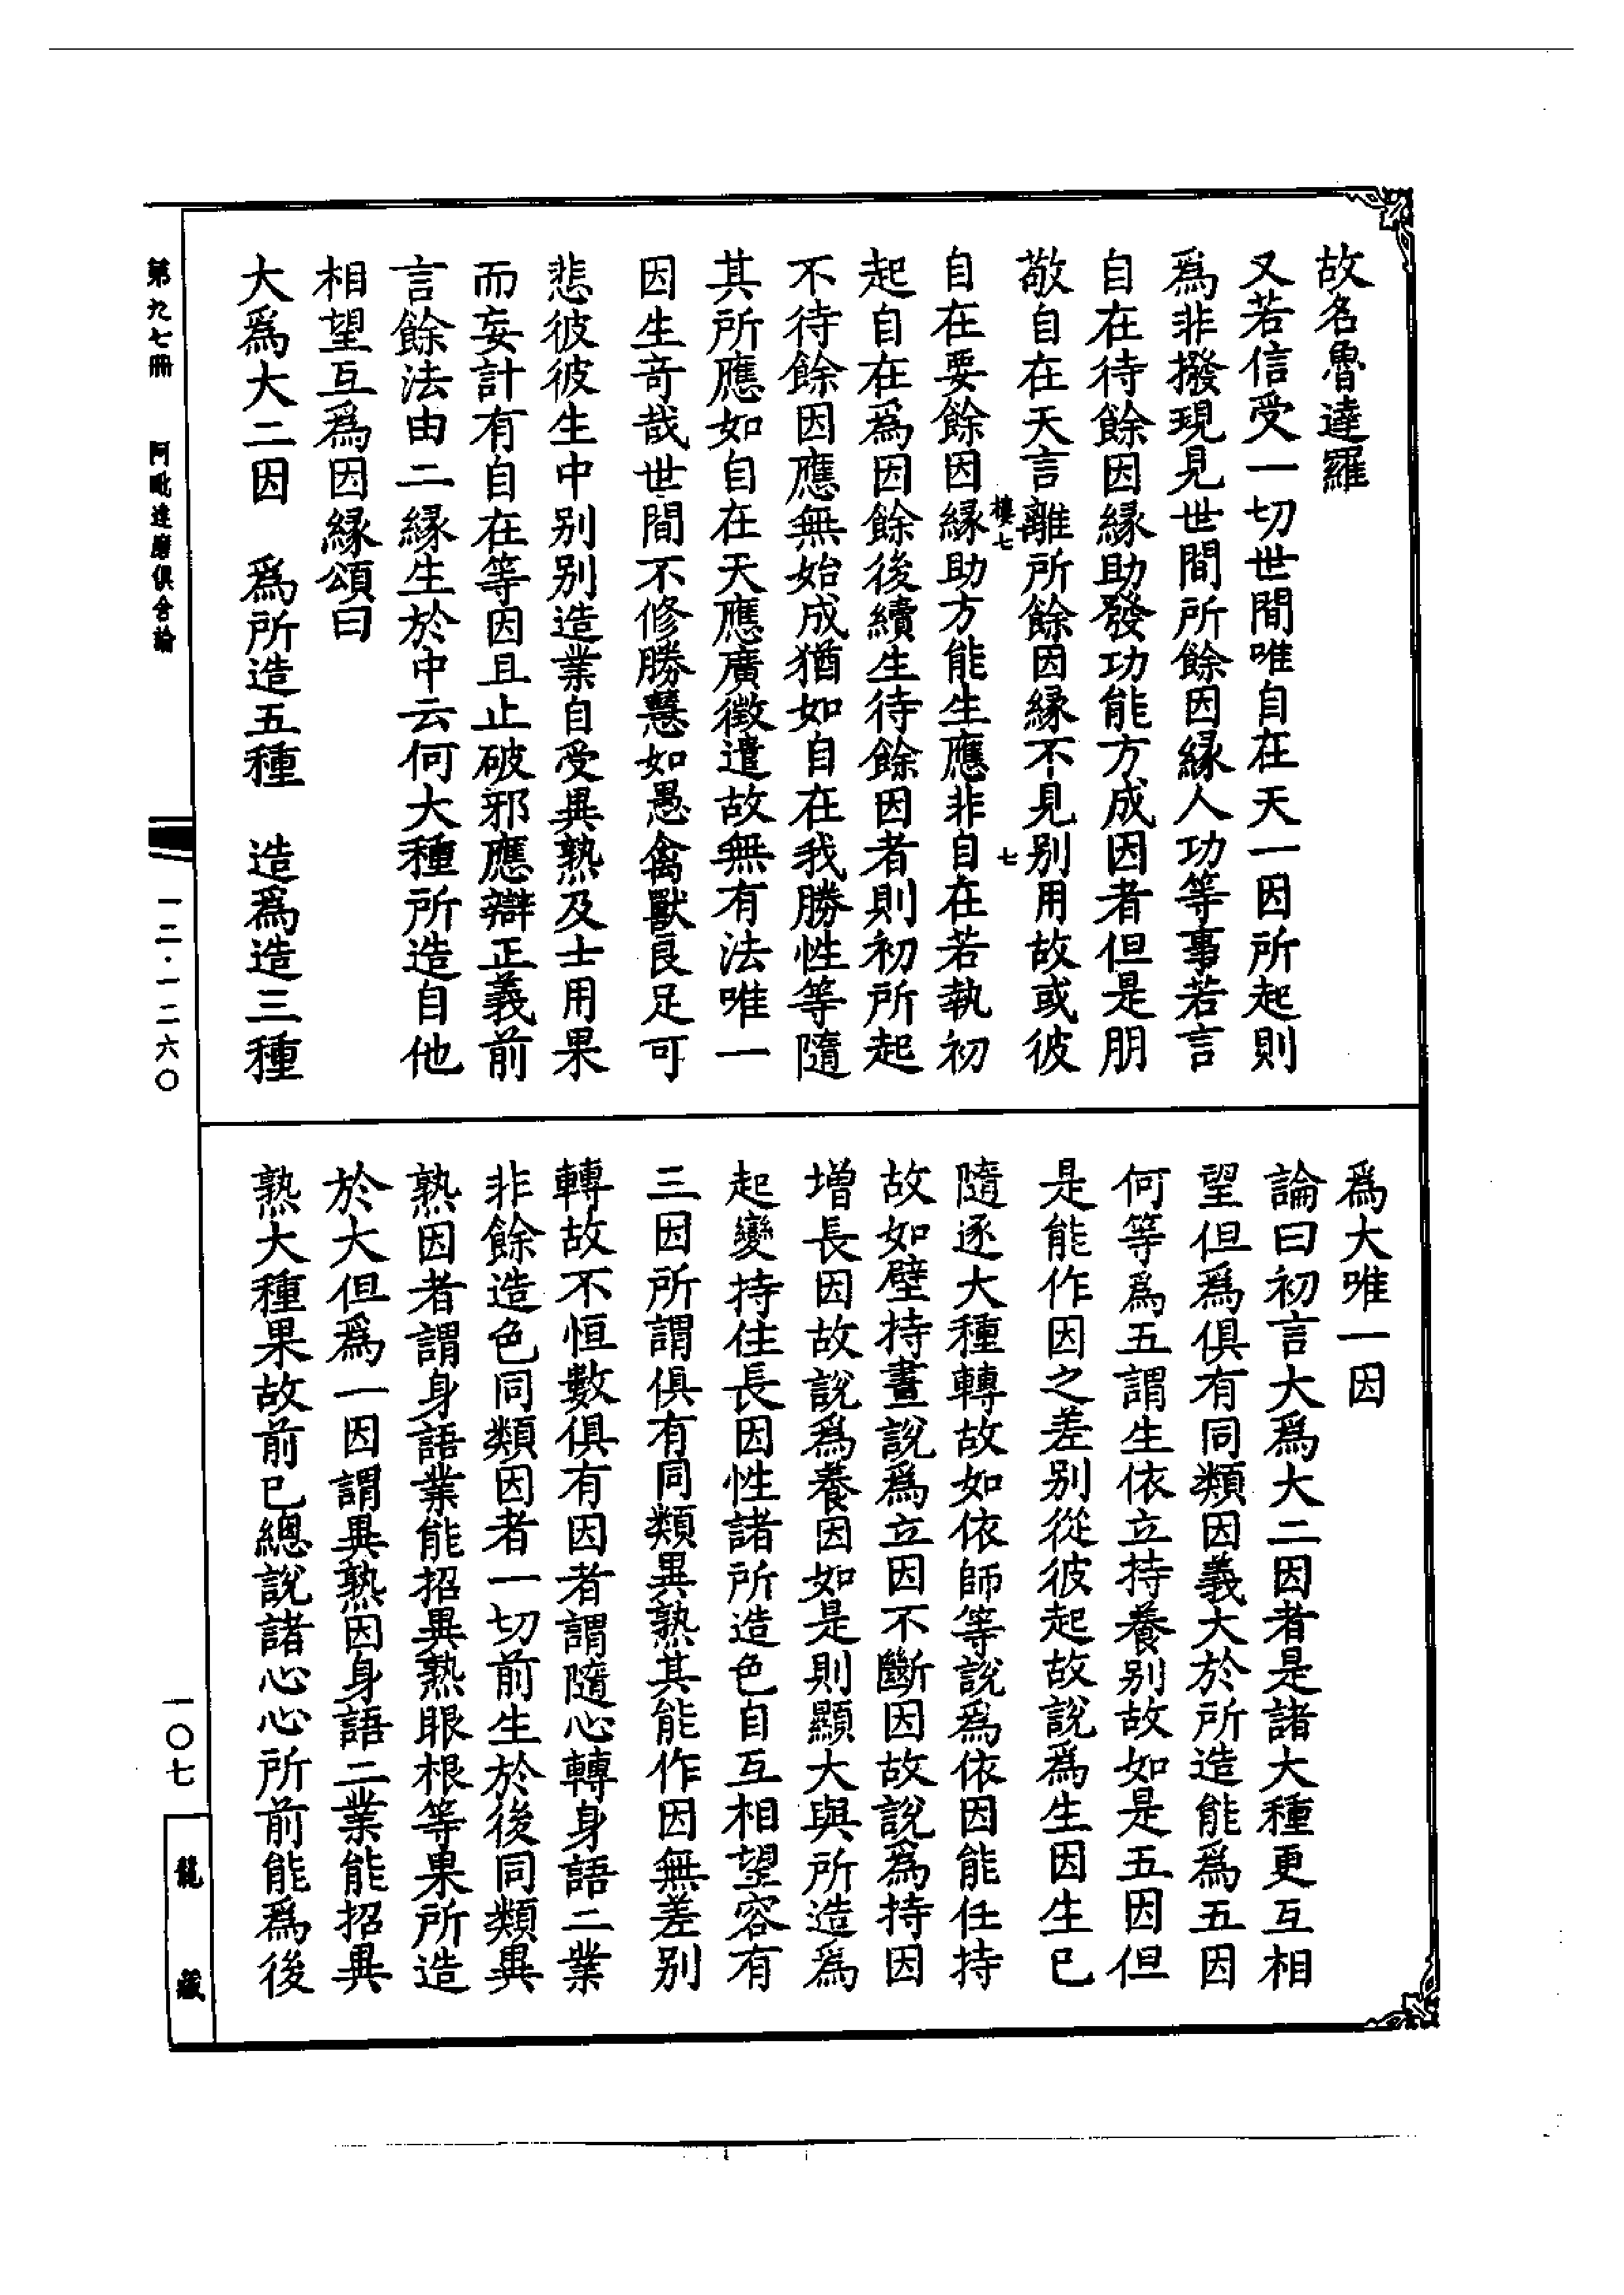 故名魯達羅
又若信受一切世間唯自在天一因所起則
爲非撥現見世間所餘因緣人功等事若言
自在待餘因緣助發功能方成因者但是朋
敬自在天言離所餘因緣不見別用故或彼
樓七
七
自在要餘因緣助方能生應非自在若執初
起自在爲因餘後續生待餘因者則初所起
不待餘因應無始成猶如自在我勝性等隨
其所應如自在天應廣徵遣故無有法唯一
因生奇哉世間不修勝慧如愚禽獸良足可
悲彼彼生中別別造業自受異熟及士用果
而妄計有自在等因且止破邪應辯正義前
言餘法由二緣生於中云何大種所造自他
相望互爲因緣頌曰
大爲大二因　爲所造五種　造爲造三種
爲大唯一因
論曰初言大爲大二因者是諸大種更互相
望但爲俱有同類因義大於所造能爲五因
何等爲五謂生依立持養別故如是五因但
是能作因之差別從彼起故說爲生因生已
隨逐大種轉故如依師等說爲依因能任持
故如壁持畫說爲立因不斷因故說爲持因
增長因故說爲養因如是則顯大與所造爲
起變持住長因性諸所造色自互相望容有
三因所謂俱有同類異熟其能作因無差別
轉故不恒數俱有因者謂隨心轉身語二業
非餘造色同類因者一切前生於後同類異
熟因者謂身語業能招異熟眼根等果所造
於大但爲一因謂異熟因身語二業能招異
熟大種果故前已總說諸心心所前能爲後
第九七冊　阿毗達磨俱舍論
一二·一二六〇
一〇七
龍藏